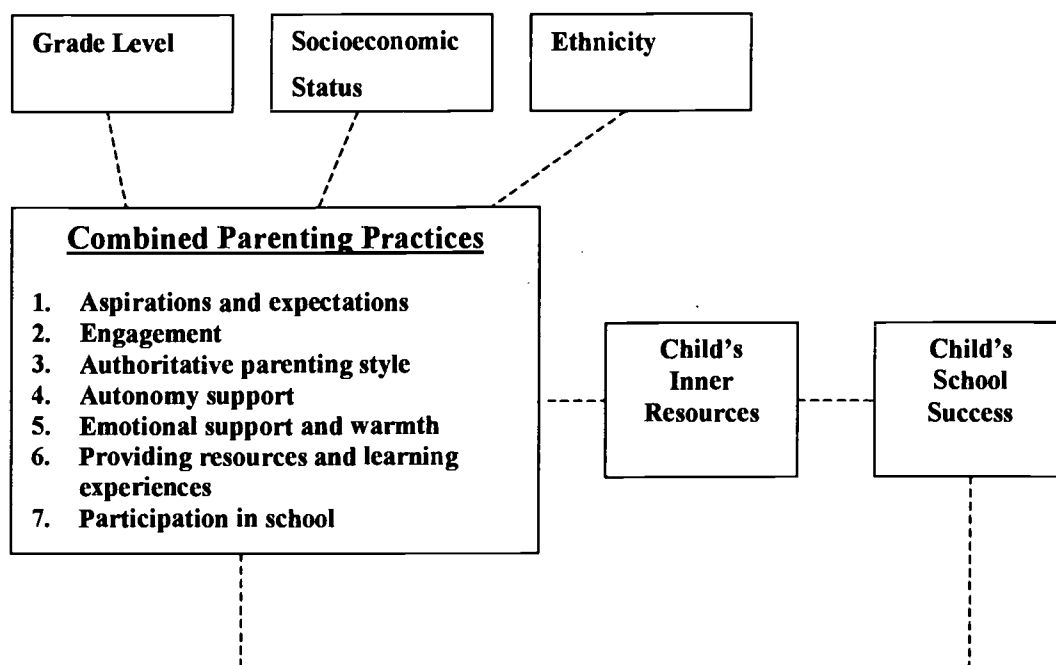 Grade Level
Socioeconomic
Status
Ethnicity
Combined Parenting Practices
1. Aspirations and expectations
2. Engagement
3. Authoritative parenting style
4. Autonomy support
5. Emotional support and warmth
6. Providing resources and learning
experiences
7. Participation in school
Child's
Inner
Resources
Child's
School
Success